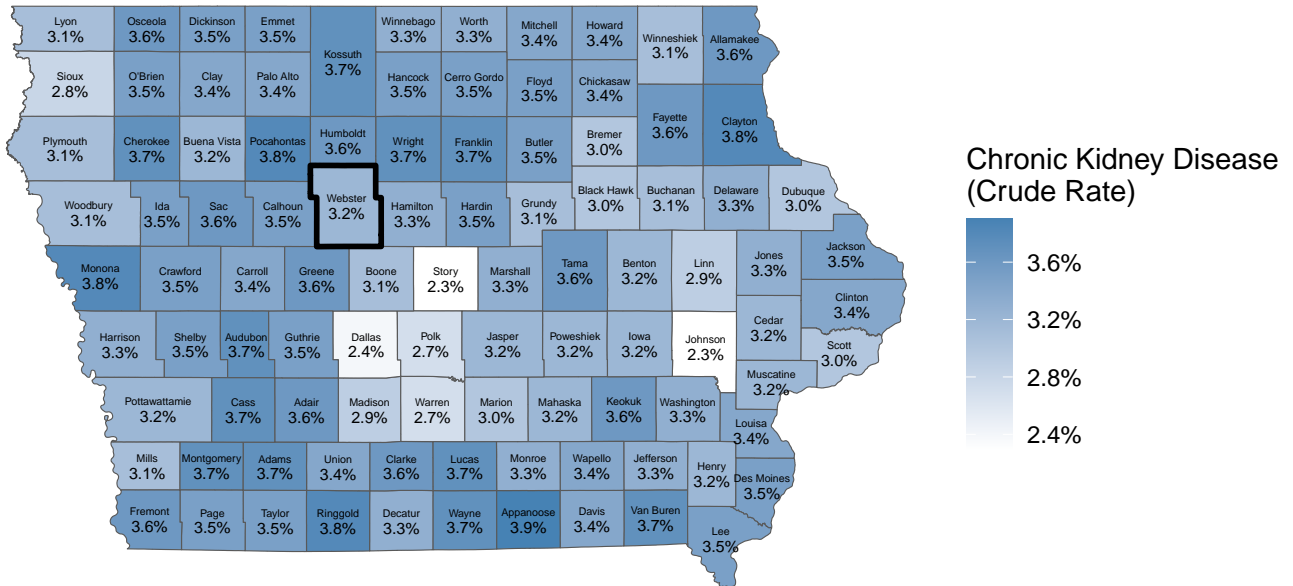 Lyon
3.1%
Osceola
3.6%
Dickinson
3.5%
Emmet
3.5%
Kossuth
3.7%
Winnebago
3.3%
Worth
3.3%
Mitchell
3.4%
Howard
3.4%
Winneshiek
3.1%
Allamakee
3.6%
Sioux
2.8%
O'Brien
3.5%
Clay
3.4%
Palo Alto
3.4%
Hancock
3.5%
Cerro Gordo
3.5%
Floyd
3.5%
Chickasaw
3.4%
Fayette
3.6%
Clayton
3.8%
Plymouth
3.1%
Cherokee
3.7%
Buena Vista
3.2%
Pocahontas
3.8%
Humboldt
3.6%
Wright
3.7%
Franklin
3.7%
Butler
3.5%
Bremer
3.0%
Woodbury
3.1%
Ida
3.5%
Sac
3.6%
Calhoun
3.5%
Webster
3.2%
Hamilton
3.3%
Hardin
3.5%
Grundy
3.1%
Black Hawk
3.0%
Buchanan
3.1%
Delaware
3.3%
Dubuque
3.0%
Monona
3.8%
Crawford
3.5%
Carroll
3.4%
Greene
3.6%
Boone
3.1%
Story
2.3%
Marshall
3.3%
Tama
3.6%
Benton
3.2%
Linn
2.9%
Jones
3.3%
Jackson
3.5%
Clinton
3.4%
Harrison
3.3%
Shelby
3.5%
Audubon
3.7%
Guthrie
3.5%
Dallas
2.4%
Polk
2.7%
Jasper
3.2%
Poweshiek
3.2%
Iowa
3.2%
Johnson
2.3%
Cedar
3.2%
Scott
3.0%
Muscatine
3.2%
Pottawattamie
3.2%
Cass
3.7%
Adair
3.6%
Madison
2.9%
Warren
2.7%
Marion
3.0%
Mahaska
3.2%
Keokuk
3.6%
Washington
3.3%
Louisa
3.4%
Mills
3.1%
Montgomery
3.7%
Adams
3.7%
Union
3.4%
Clarke
3.6%
Lucas
3.7%
Monroe
3.3%
Wapello
3.4%
Jefferson
3.3%
Henry
3.2%
Des Moines
3.5%
Fremont
3.6%
Page
3.5%
Taylor
3.5%
Ringgold
3.8%
Decatur
3.3%
Wayne
3.7%
Appanoose
3.9%
Davis
3.4%
Van Buren
3.7%
Lee
3.5%
Chronic Kidney Disease
(Crude Rate)
3.6%
3.2%
2.8%
2.4%